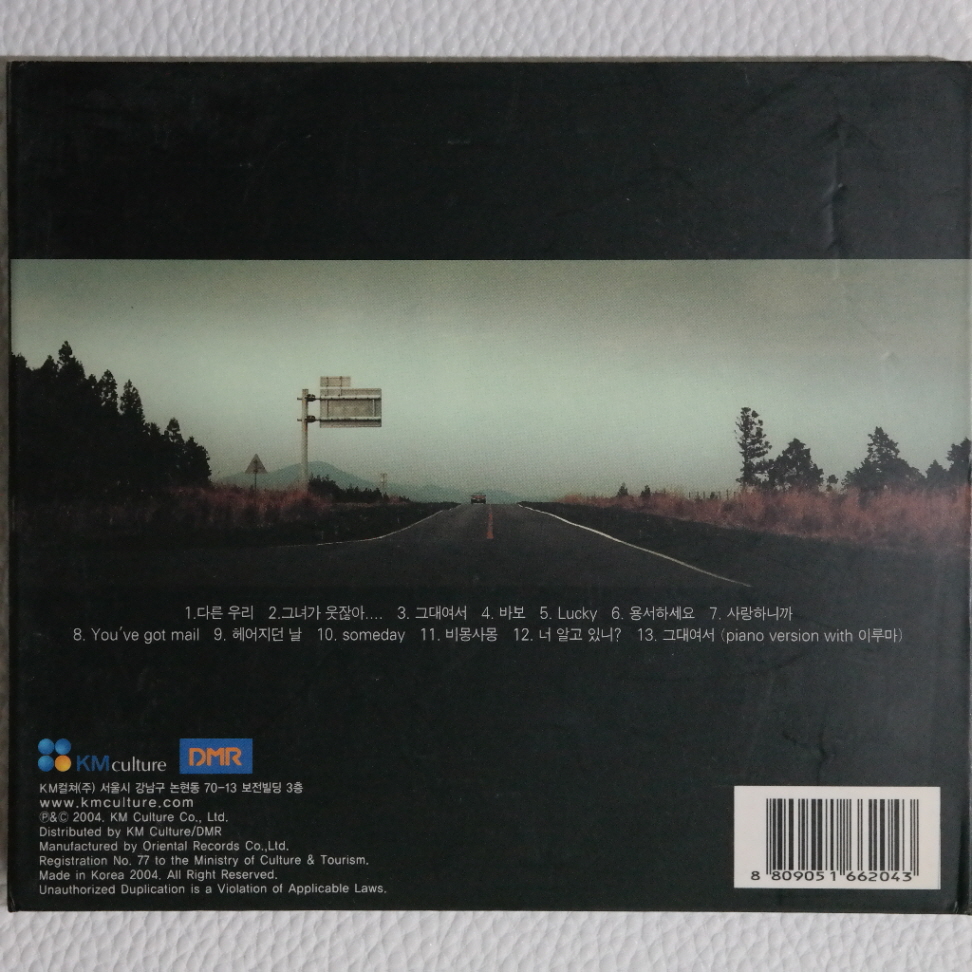 1.다른 우리 2.그녀가 웃잖아.... 3. 그대여서 4. 바보 5. Lucky 6. 용서하세요 7. 사랑하니까
8. You've got mail 9. 헤어지던 날 10. someday 11. 비몽사몽 12. 너 알고 있니? 13. 그대여서 (piano version with 이루마)
KM culture DMR
KM컬쳐(주) 서울시 강남구 논현동 70-13 보전빌딩 3층
www.kmculture.com
℗&© 2004. KM Culture Co., Ltd.
Distributed by KM Culture/DMR
Manufactured by Oriental Records Co.,Ltd.
Registration No. 77 to the Ministry of Culture & Tourism.
Made in Korea 2004. All Right Reserved.
Unauthorized Duplication is a Violation of Applicable Laws.
8 809051 662043